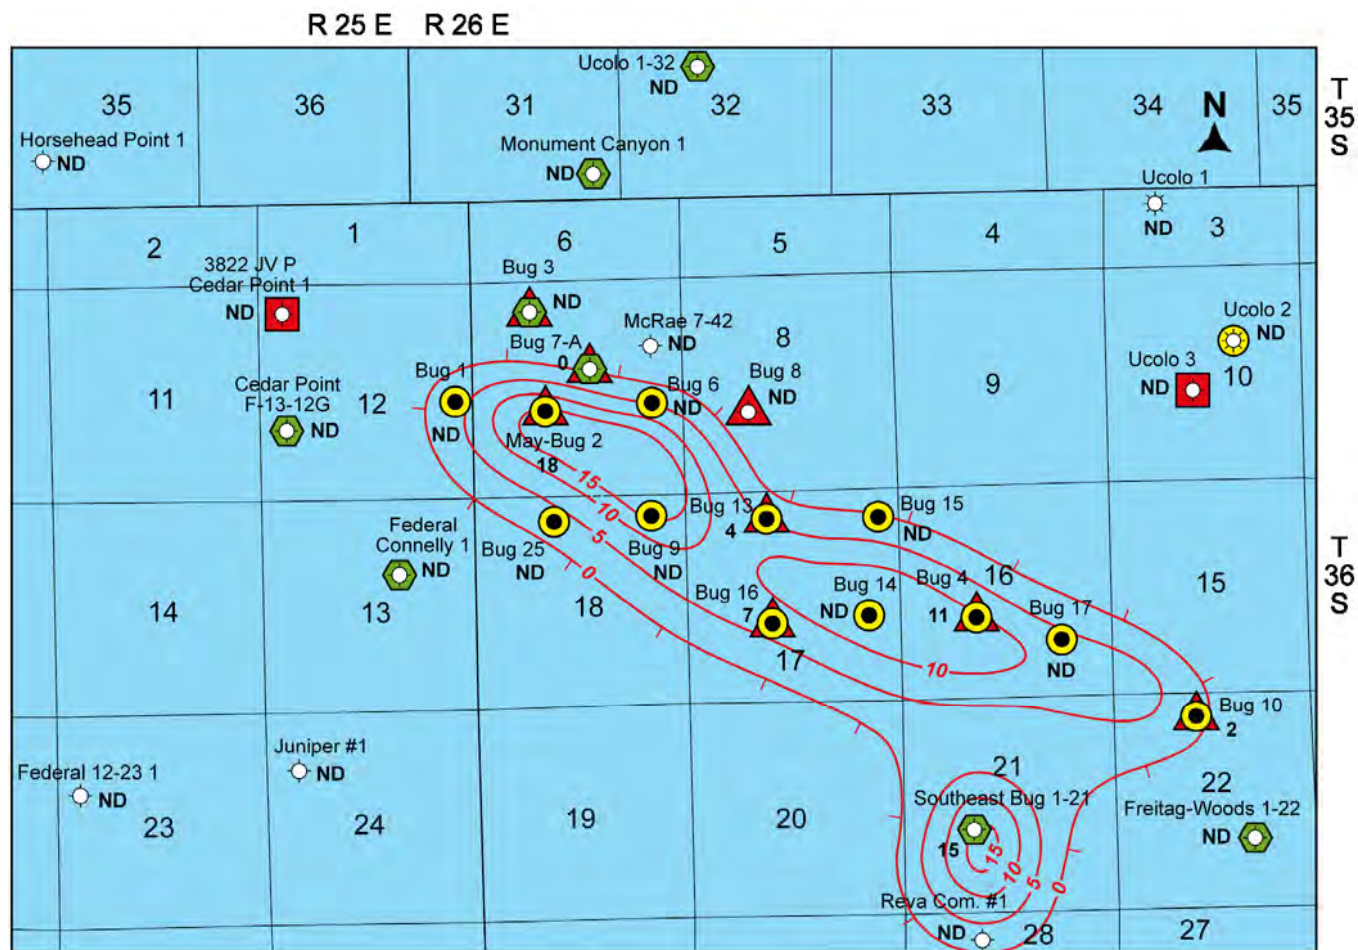 R 25 E R 26 E
Ucolo 1-32
ND
35
36
31
32
33
34
35
T
35
S
N
Horsehead Point 1
ND
Monument Canyon 1
ND
Ucolo 1
ND
2
1
6
5
4
3
3822 JV P
Cedar Point 1
ND
Bug 3
ND
Bug 7-A
0
McRae 7-42
ND
8
Ucolo 2
ND
Ucolo 3
ND
10
Bug 1
ND
Bug 6
ND
Bug 8
ND
9
11
Cedar Point
F-13-12G
ND
12
May-Bug 2
18
15
10
5
0
Bug 13
4
Bug 15
ND
Federal
Connelly 1
ND
Bug 25
ND
Bug 9
ND
Bug 14
ND
Bug 4
11
16
Bug 16
7
Bug 17
ND
15
T
36
S
14
13
18
17
10
Bug 10
2
Juniper #1
ND
Federal 12-23 1
ND
21
22
Southeast Bug 1-21
15
15
10
5
0
Freitag-Woods 1-22
ND
23
24
19
20
Reva Com. #1
ND
28
27